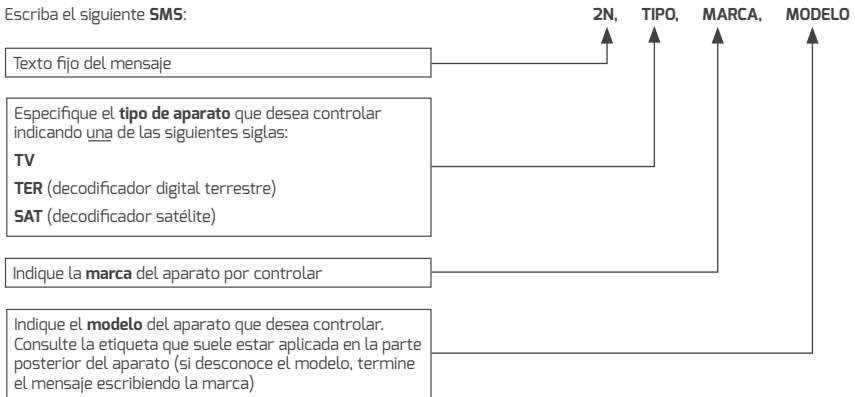 Escriba el siguiente SMS: 2N, TIPO, MARCA, MODELO
Texto fijo del mensaje
Especifique el tipo de aparato que desea controlar
indicando una de las siguientes siglas:
TV
TER (decodificador digital terrestre)
SAT (decodificador satélite)
Indique la marca del aparato por controlar
Indique el modelo del aparato que desea controlar.
Consulte la etiqueta que suele estar aplicada en la parte
posterior del aparato (si desconoce el modelo, termine
el mensaje escribiendo la marca)